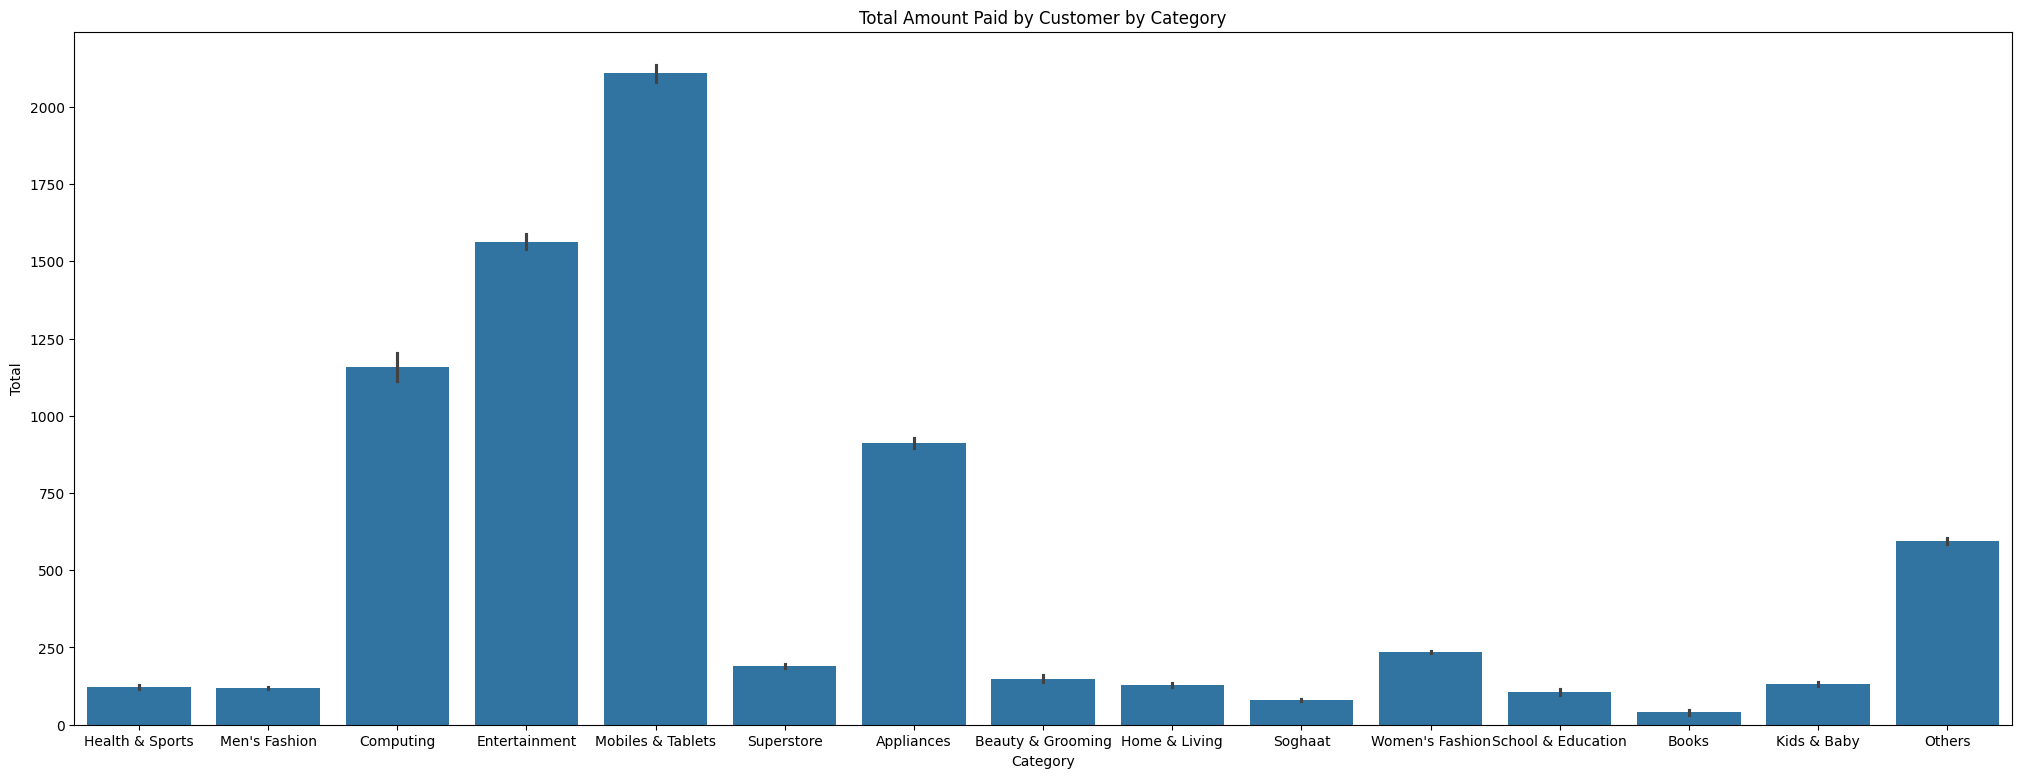 Total Amount Paid by Customer by Category
Total
2000
1750
1500
1250
1000
750
500
250
0
Health & Sports
Men's Fashion
Computing
Entertainment
Mobiles & Tablets
Superstore
Appliances
Beauty & Grooming
Home & Living
Soghaat
Women's Fashion
School & Education
Books
Kids & Baby
Others
Category